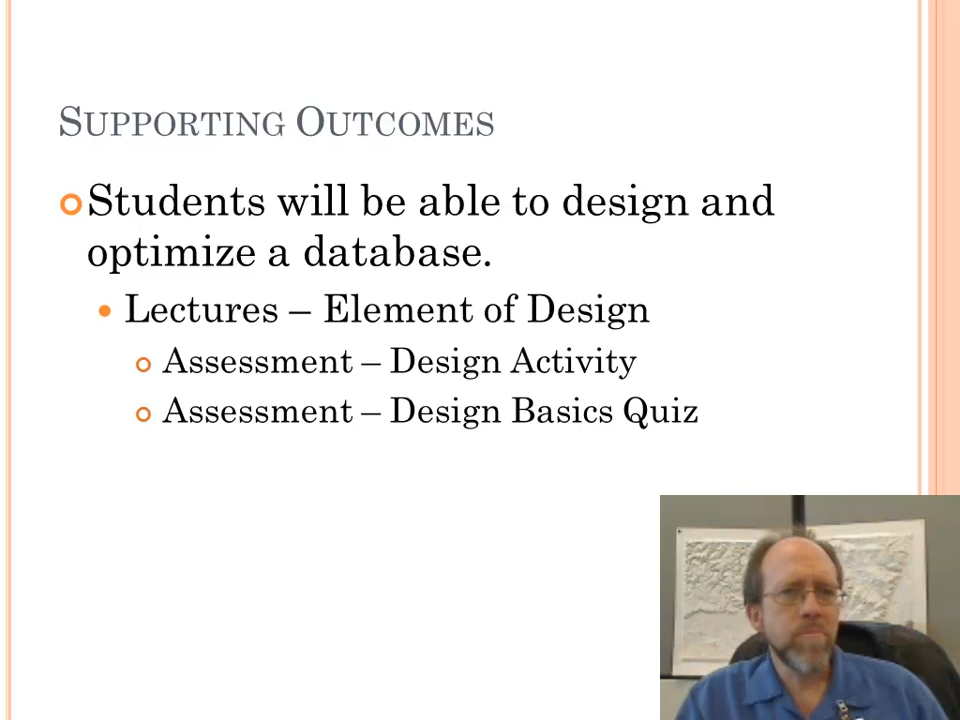 SUPPORTING OUTCOMES
Students will be able to design and
optimize a database.
Lectures – Element of Design
Assessment – Design Activity
Assessment – Design Basics Quiz